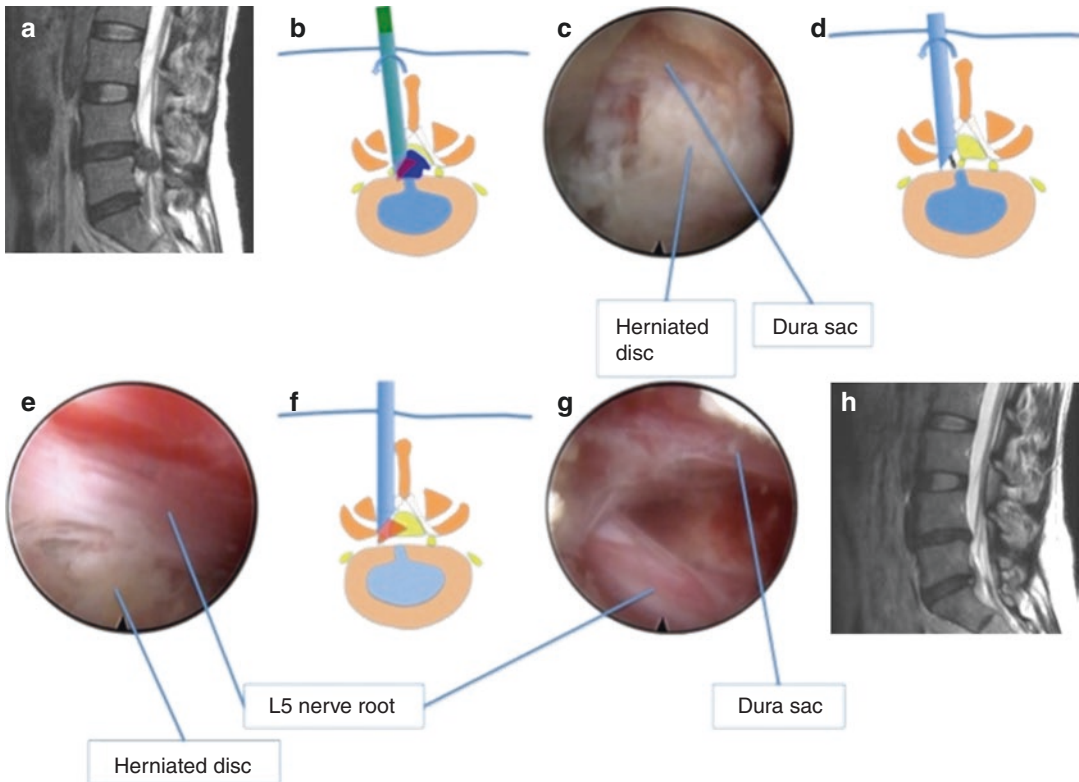 a
b
c
d
Herniated
disc
Dura sac
e
f
g
h
L5 nerve root
Dura sac
Herniated disc